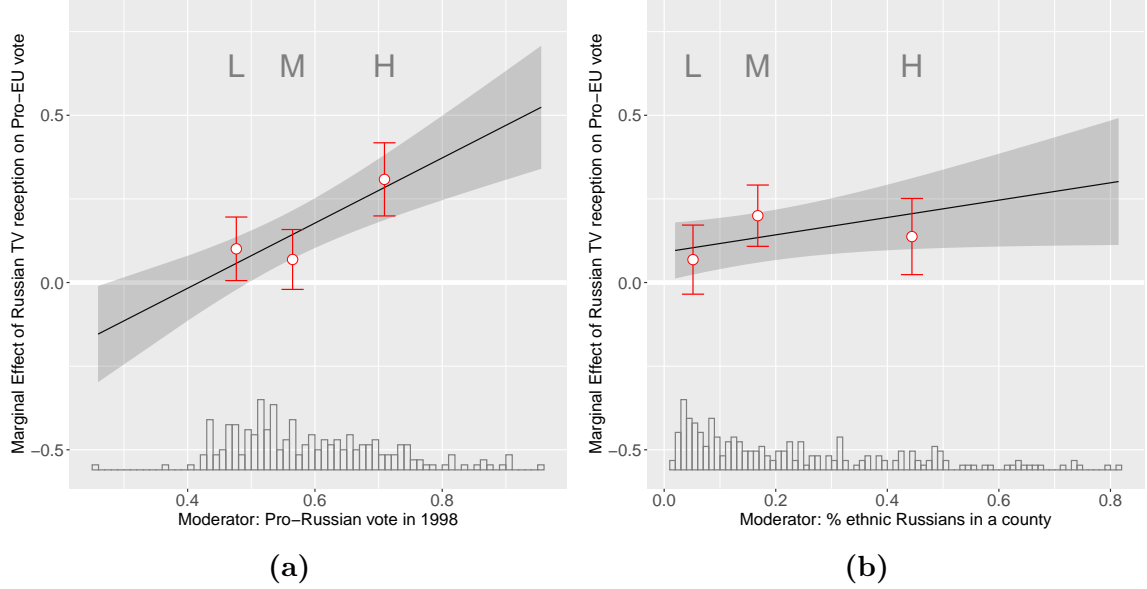 Marginal Effect of Russian TV reception on Pro−EU vote
L M H
0.5
0.0
−0.5
0.4 0.6 0.8
Moderator: Pro−Russian vote in 1998
(a)
Marginal Effect of Russian TV reception on Pro−EU vote
L M H
0.5
0.0
−0.5
0.0 0.2 0.4 0.6 0.8
Moderator: % ethnic Russians in a county
(b)